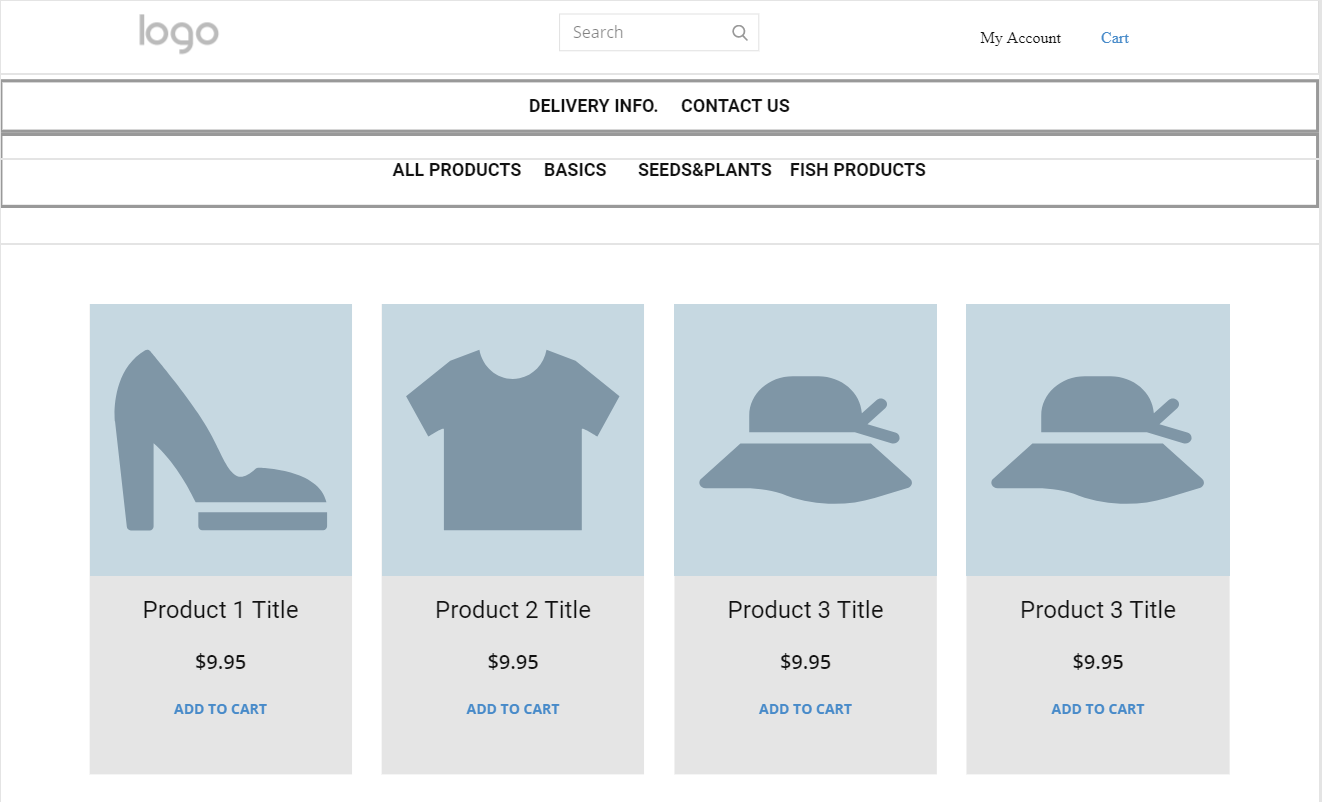 logo
Search
My Account Cart
DELIVERY INFO. CONTACT US
ALL PRODUCTS BASICS SEEDS&PLANTS FISH PRODUCTS
Product 1 Title Product 2 Title Product 3 Title Product 3 Title
$9.95 $9.95 $9.95 $9.95
ADD TO CART ADD TO CART ADD TO CART ADD TO CART